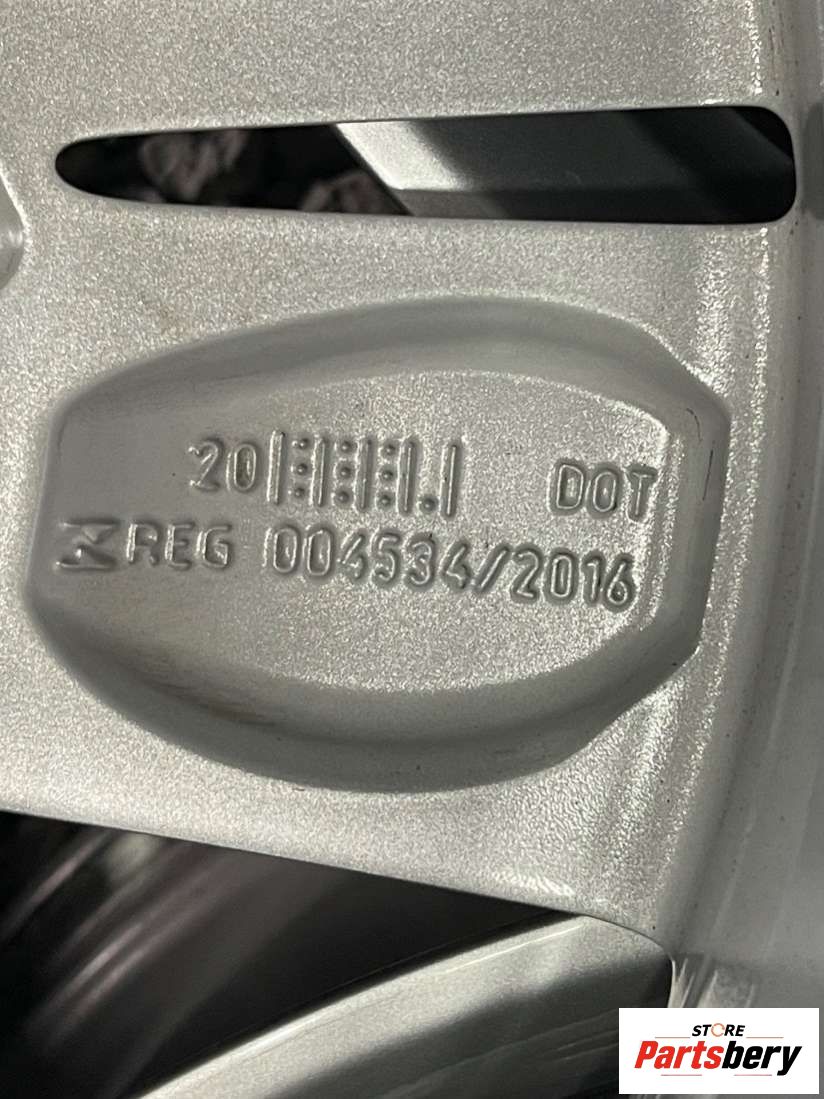 20 DOT
REG 004534/2016
STORE
Partsbery